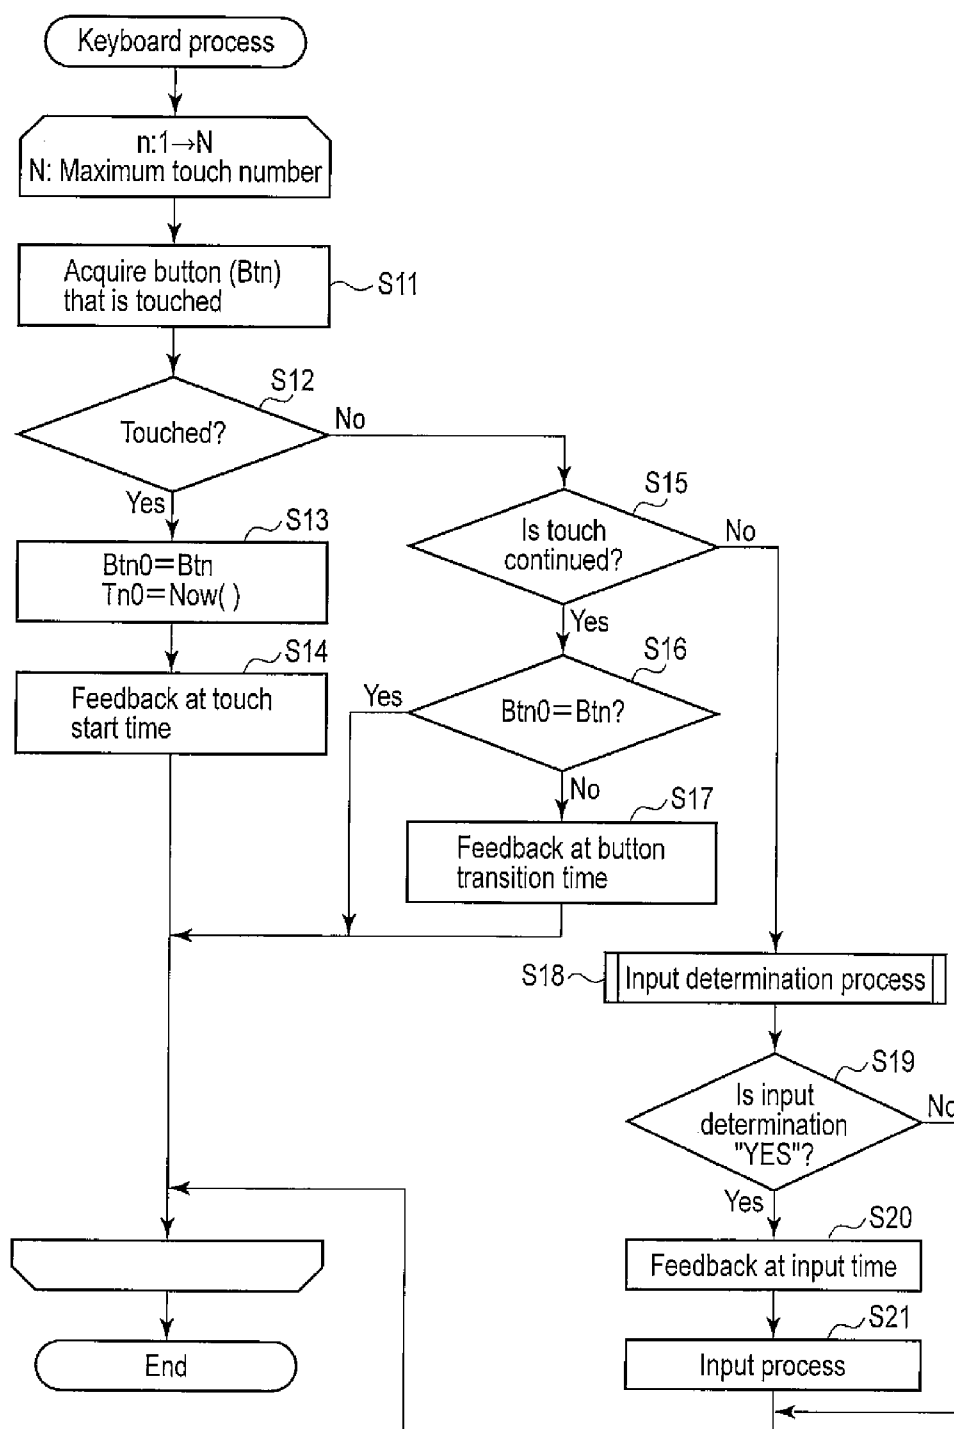 Keyboard process
n:1→N
N: Maximum touch number
Acquire button (Btn)
that is touched
S11
S12
Touched?
No
Yes
S13
Btn0=Btn
Tn0=Now( )
S14
Feedback at touch
start time
S15
Is touch
continued?
No
Yes
S16
Btn0=Btn?
Yes
No
S17
Feedback at button
transition time
S18
Input determination process
S19
Is input
determination
"YES"?
No
Yes
S20
Feedback at input time
S21
Input process
End